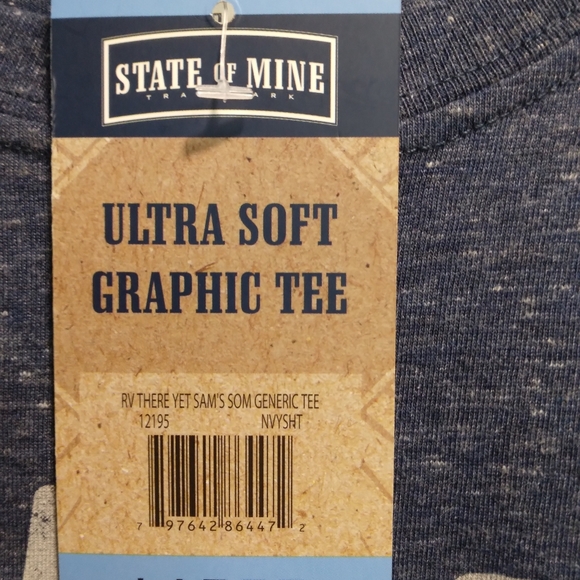 STATE OF MINE
TRADEMARK
ULTRA SOFT
GRAPHIC TEE
RV THERE YET SAM'S SOM GENERIC TEE
12195 NVYSHT
7 97642 86447 2